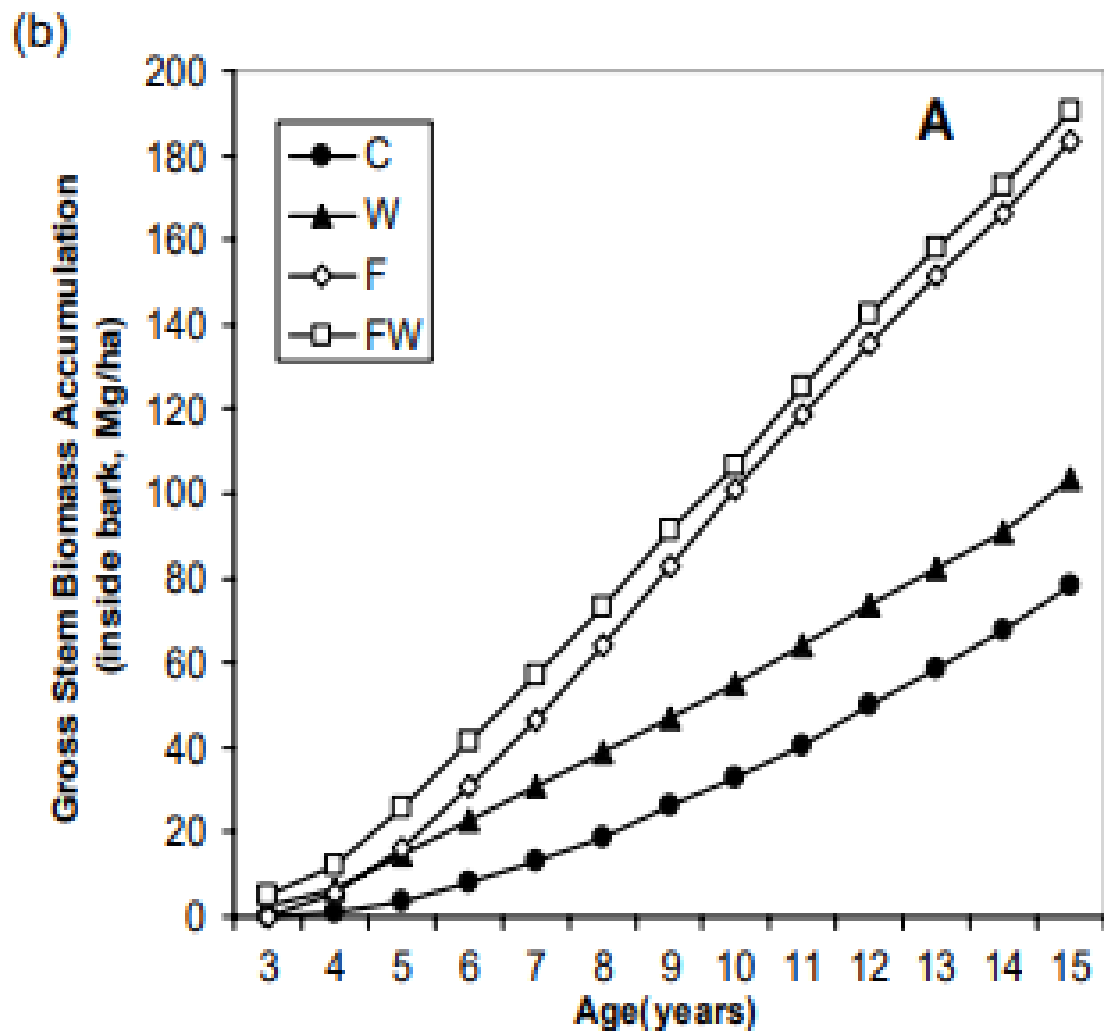 (b)
200
180
160
140
120
100
80
60
40
20
0
Gross Stem Biomass Accumulation
(inside bark, Mg/ha)
A
C
W
F
FW
3 4 5 6 7 8 9 10 11 12 13 14 15
Age(years)